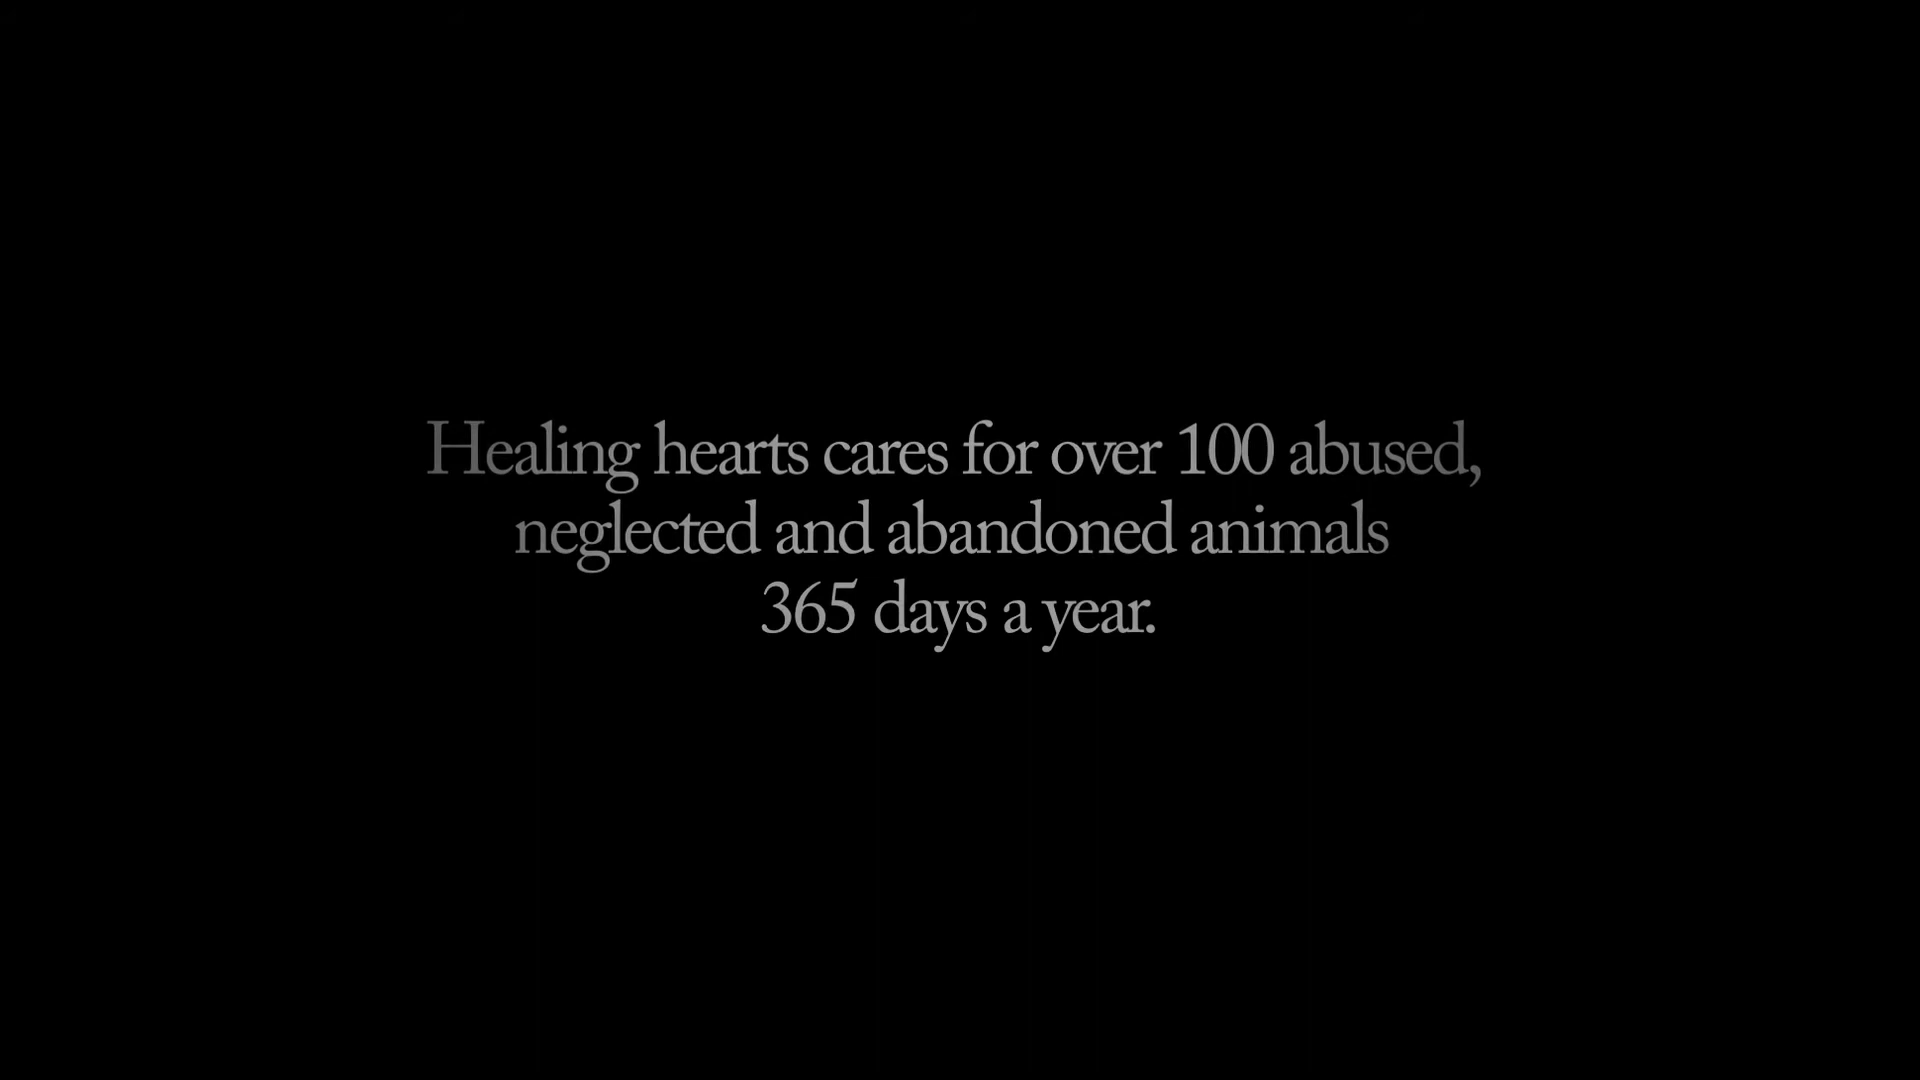 Healing hearts cares for over 100 abused,
neglected and abandoned animals
365 days a year.